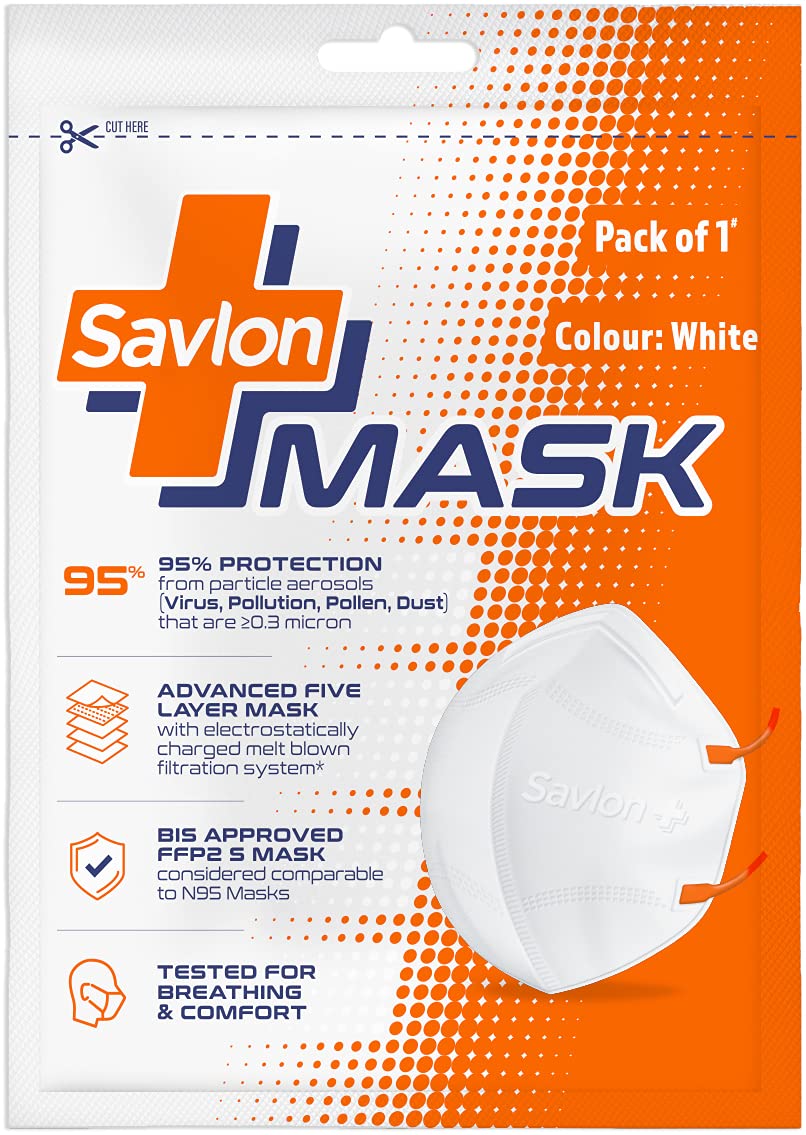 CUT HERE
Pack of 1#
Colour: White
Savlon
MASK
95%
95% PROTECTION
from particle aerosols
(Virus, Pollution, Pollen, Dust)
that are ≥0.3 micron
ADVANCED FIVE
LAYER MASK
with electrostatically
charged melt blown
filtration system*
Savlon
BIS APPROVED
FFP2 S MASK
considered comparable
to N95 Masks
TESTED FOR
BREATHING
& COMFORT